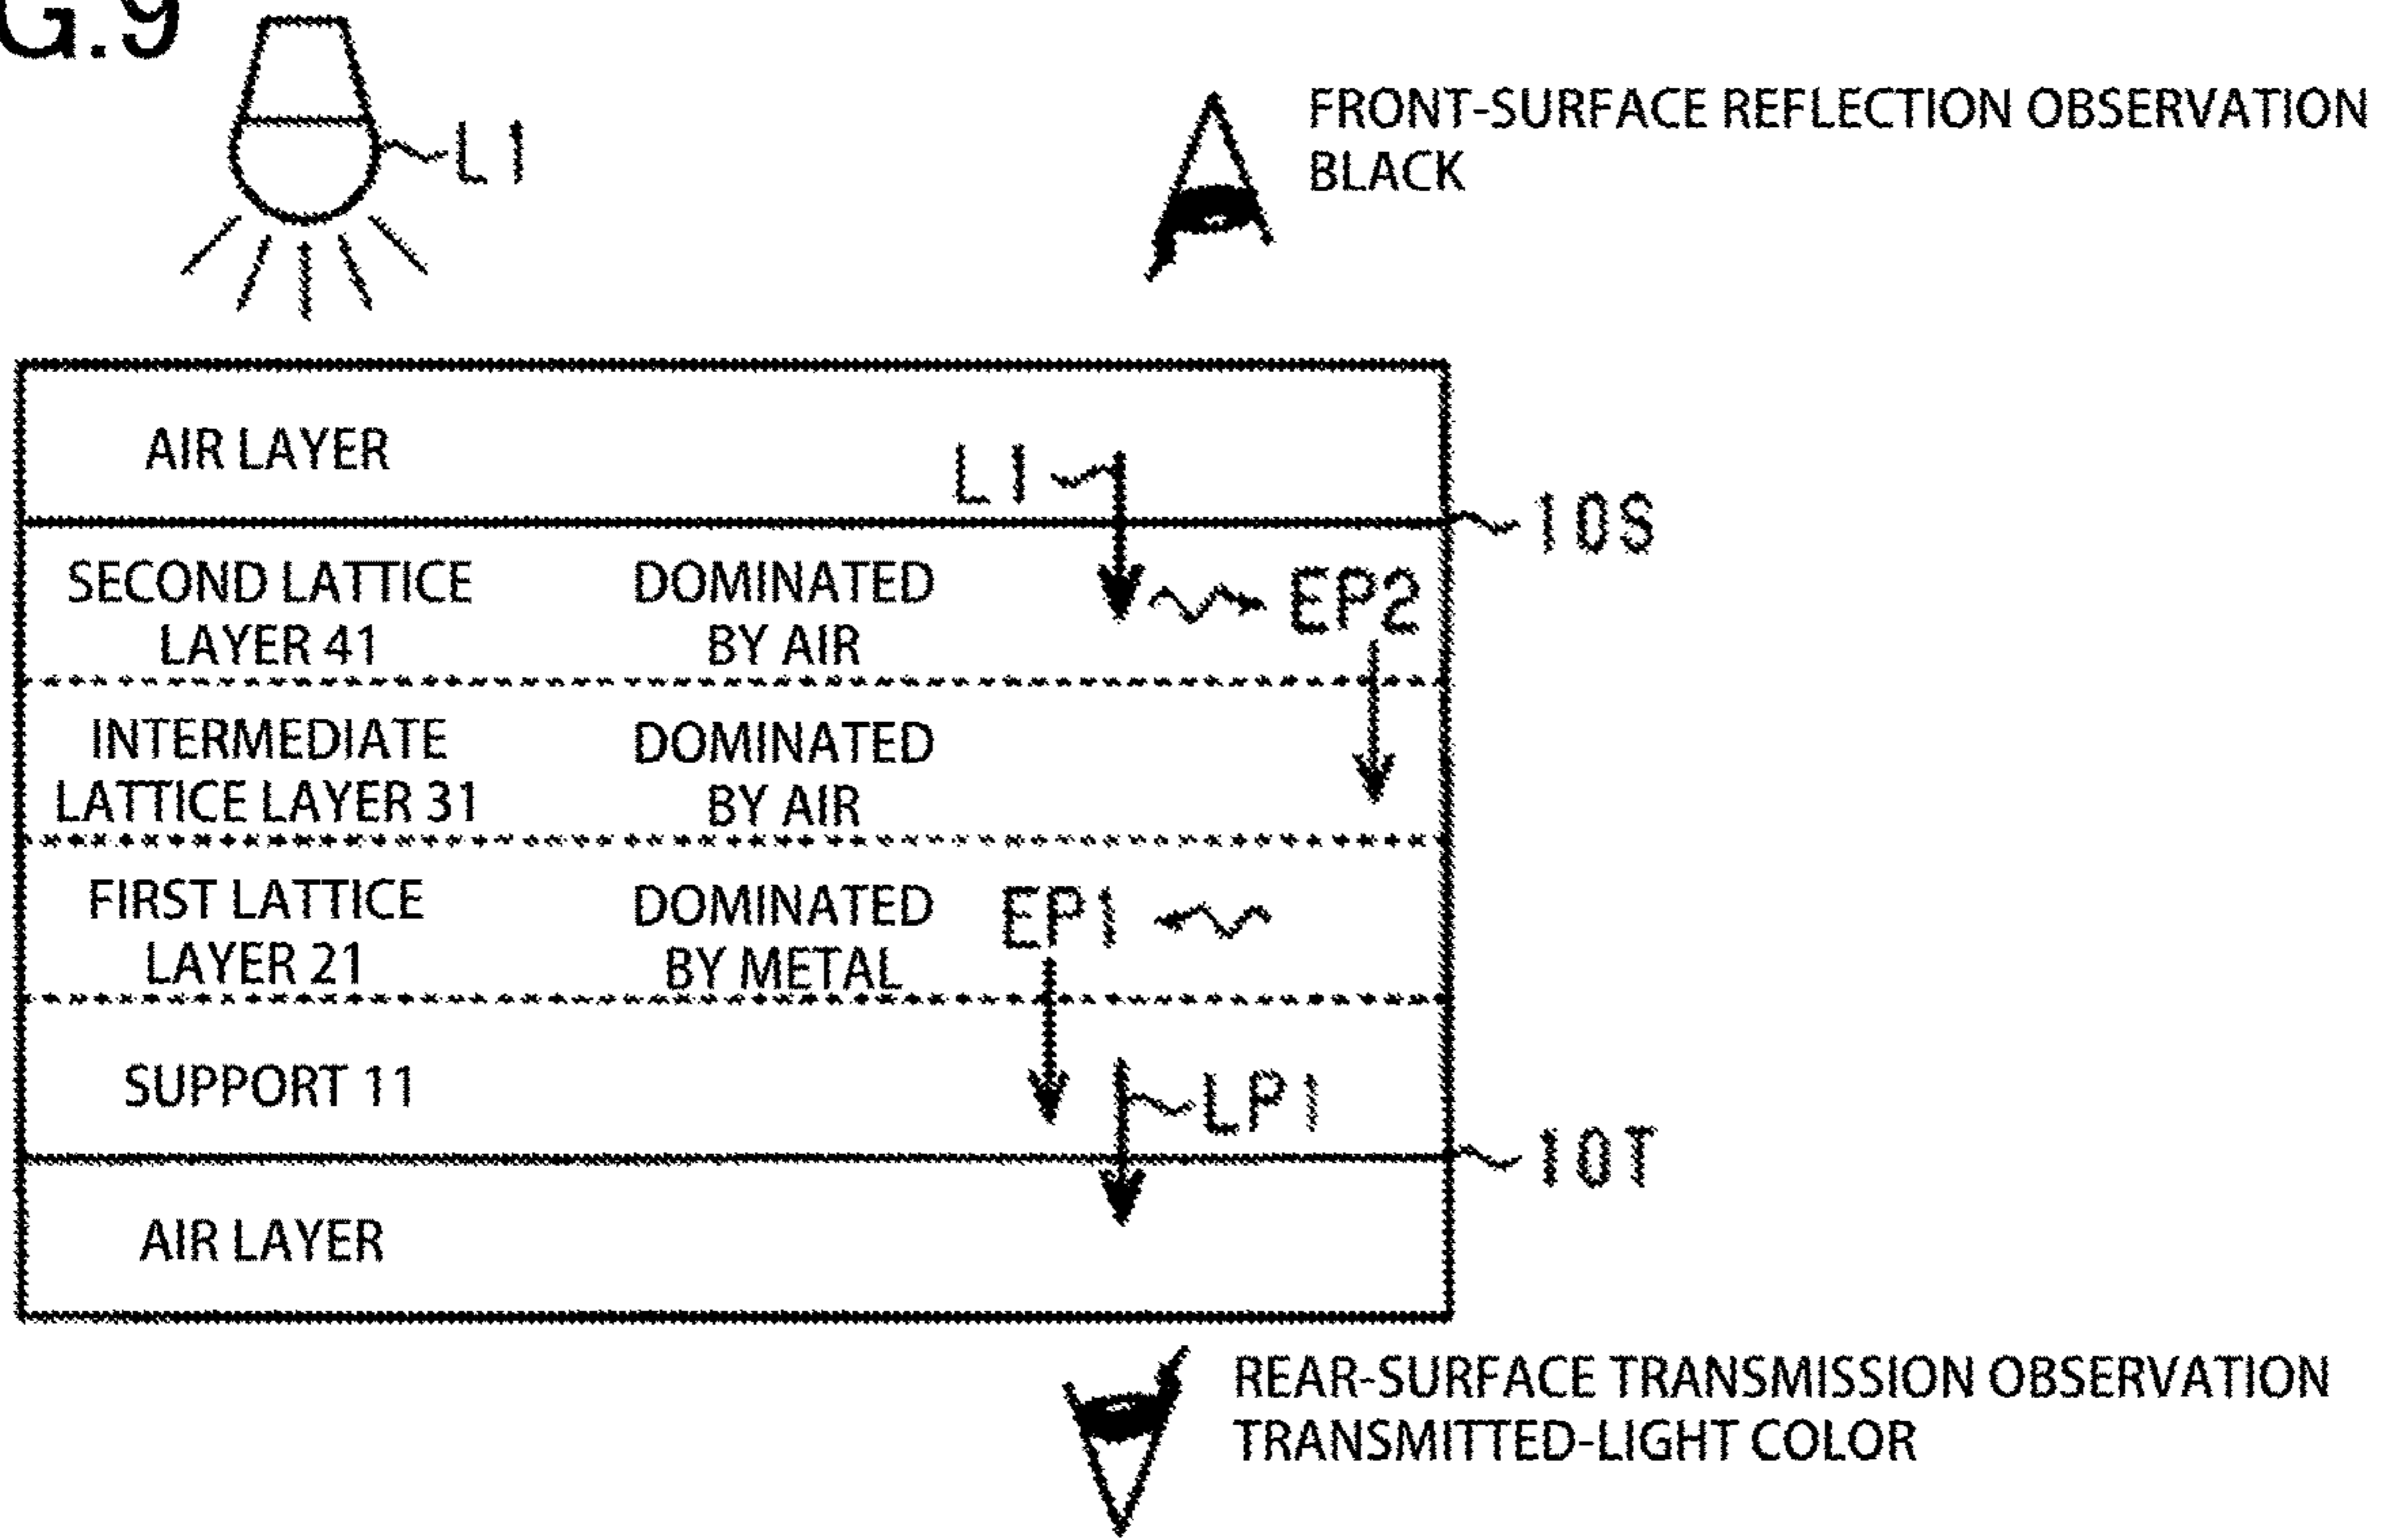 G.9
L1
FRONT-SURFACE REFLECTION OBSERVATION
BLACK
AIR LAYER
L1
10S
SECOND LATTICE
LAYER 41
DOMINATED
BY AIR
EP2
INTERMEDIATE
LATTICE LAYER 31
DOMINATED
BY AIR
FIRST LATTICE
LAYER 21
DOMINATED
BY METAL
EP1
SUPPORT 11
LP1
10T
AIR LAYER
REAR-SURFACE TRANSMISSION OBSERVATION
TRANSMITTED-LIGHT COLOR